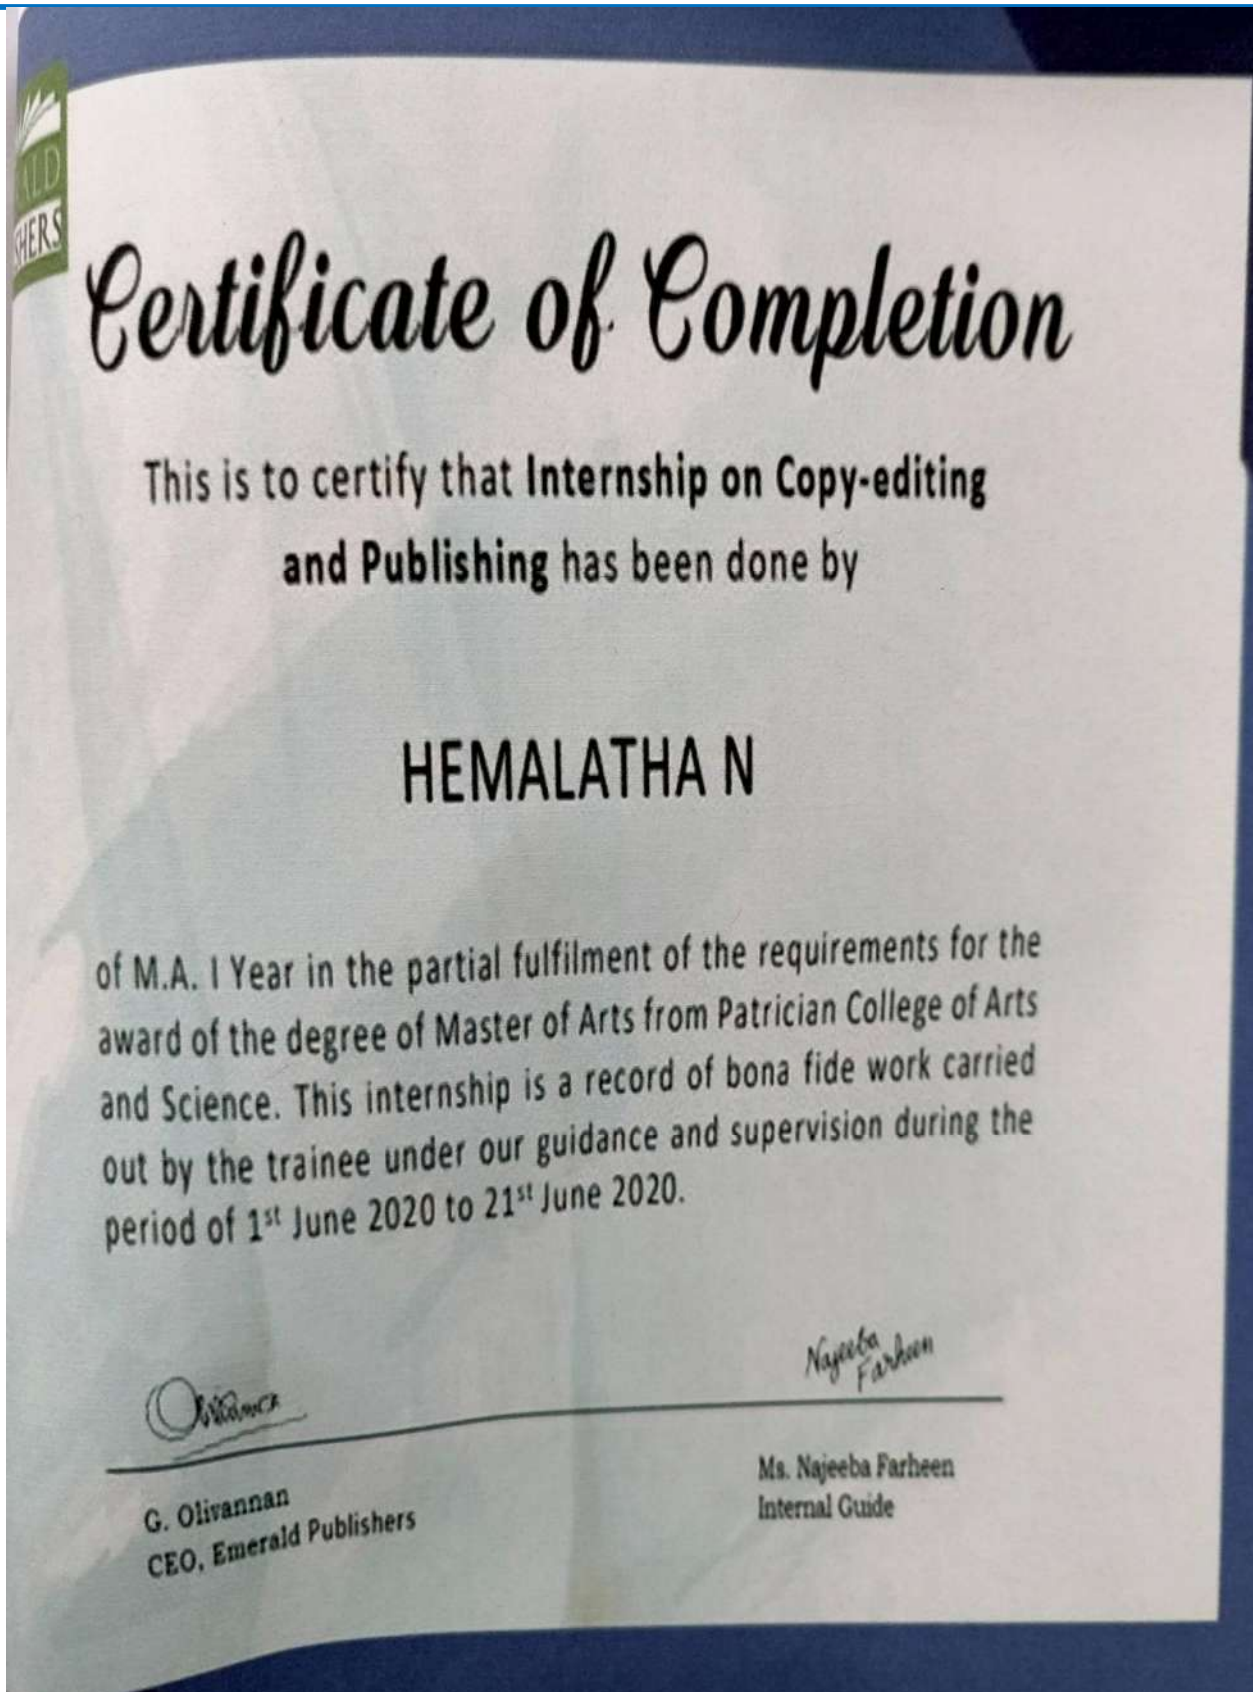 ALD
SHERS
Certificate of Completion
This is to certify that Internship on Copy-editing
and Publishing has been done by
HEMALATHA N
of M.A. I Year in the partial fulfilment of the requirements for the
award of the degree of Master of Arts from Patrician College of Arts
and Science. This internship is a record of bona fide work carried
out by the trainee under our guidance and supervision during the
period of 1st June 2020 to 21st June 2020.
Najeeba
Farheen
G. Olivannan
CEO, Emerald Publishers
Ms. Najeeba Farheen
Internal Guide